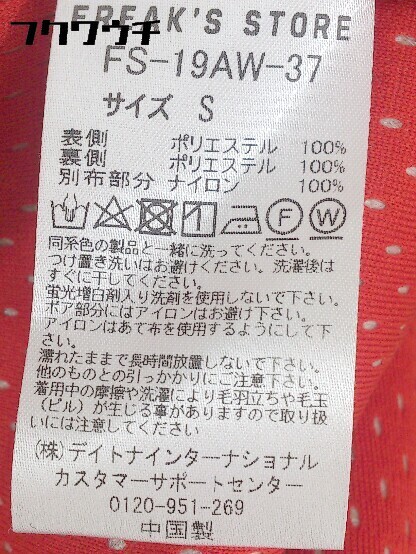 フクウウチ
FREAK'S STORE
FS-19AW-37
サイズ S
表側 ポリエステル 100%
裏側 ポリエステル 100%
別布部分 ナイロン 100%
F W
同系色の製品と一緒に洗ってください。
つけ置き洗いはお避けください。洗濯後は
すぐに干してください。
蛍光増白剤入り洗剤を使用しないで下さい。
ボア部分にはアイロンはお避け下さい。
アイロンはあて布を使用するようにして下
さい。
濡れたままで長時間放置しないで下さい。
他のものとの引っかかりにご注意下さい。
着用中の摩擦や洗濯により毛羽立ちや毛玉
（ピル）が生じる事がありますので取り扱
いには注意してください
(株)デイトナインターナショナル
カスタマーサポートセンター
0120-951-269
中国製